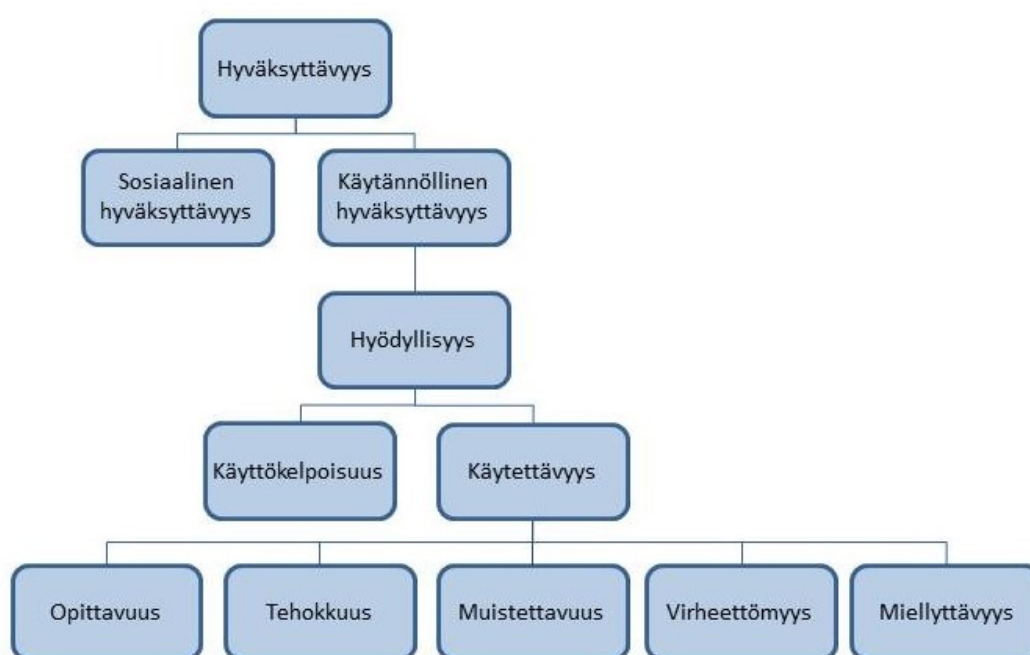 Hyväksyttävyys
Sosiaalinen
hyväksyttävyys
Käytännöllinen
hyväksyttävyys
Hyödyllisyys
Käyttökelpoisuus
Käytettävyys
Opittavuus
Tehokkuus
Muistettavuus
Virheettömyys
Miellyttävyys